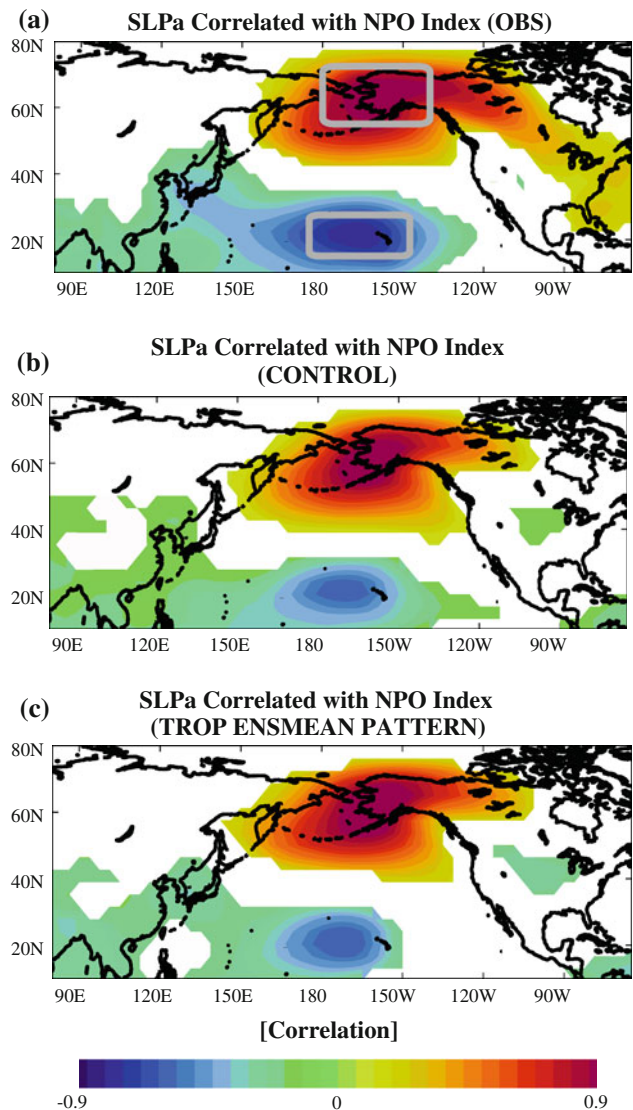 (a) SLPa Correlated with NPO Index (OBS)
80N
60N
40N
20N
90E 120E 150E 180 150W 120W 90W
(b) SLPa Correlated with NPO Index
(CONTROL)
80N
60N
40N
20N
90E 120E 150E 180 150W 120W 90W
(c) SLPa Correlated with NPO Index
(TROP ENSMEAN PATTERN)
80N
60N
40N
20N
90E 120E 150E 180 150W 120W 90W
[Correlation]
-0.9 0 0.9